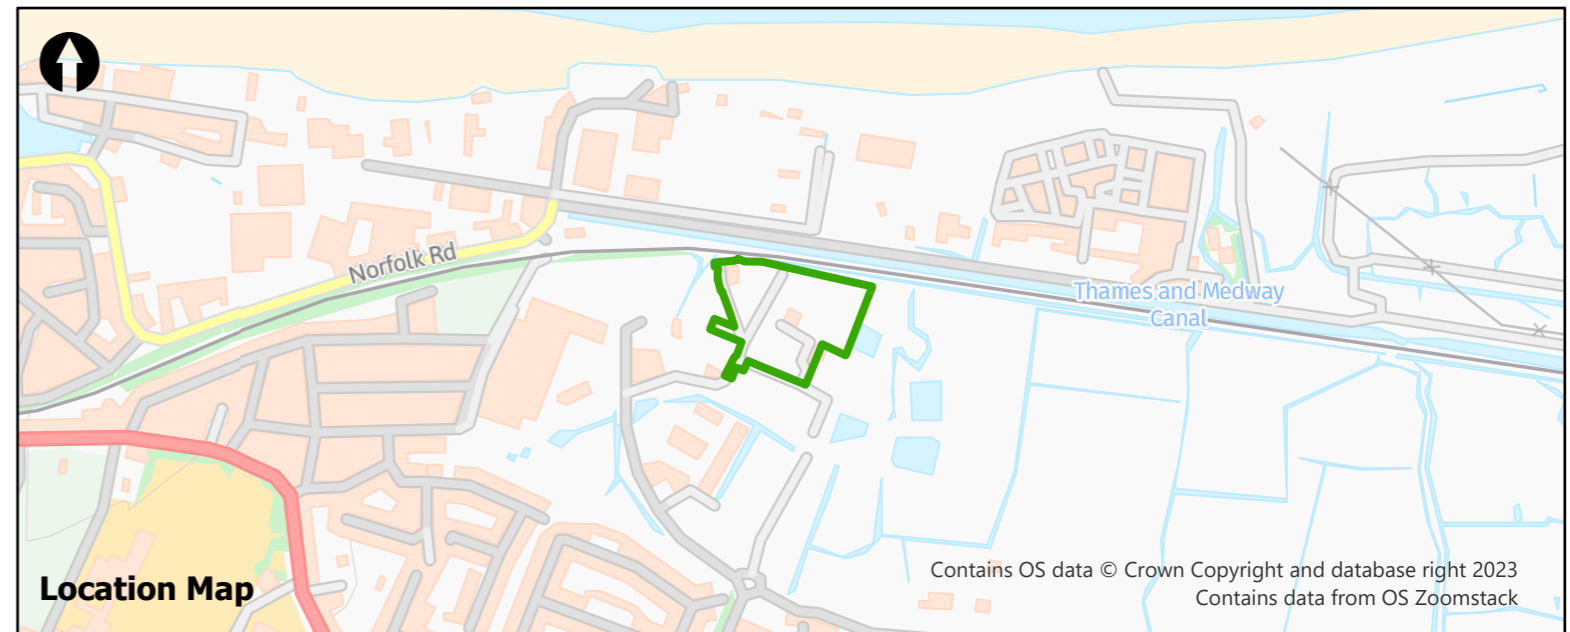 Norfolk Rd
Thames and Medway
Canal
Location Map
Contains OS data © Crown Copyright and database right 2023
Contains data from OS Zoomstack